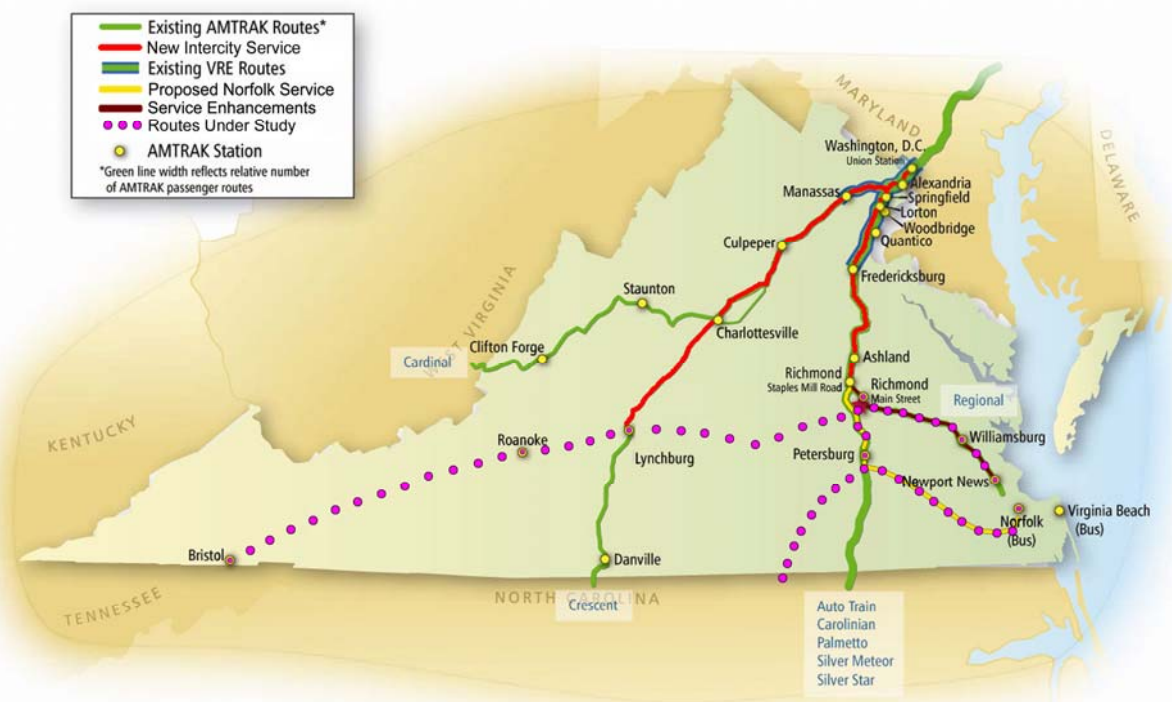 Existing AMTRAK Routes*
New Intercity Service
Existing VRE Routes
Proposed Norfolk Service
Service Enhancements
Routes Under Study
AMTRAK Station
*Green line width reflects relative number
of AMTRAK passenger routes
MARYLAND
DELAWARE
Washington, D.C.
Union Station
Manassas
Alexandria
Springfield
Lorton
Woodbridge
Quantico
Culpeper
Fredericksburg
WEST VIRGINIA
Staunton
Charlottesville
Clifton Forge
Cardinal
Ashland
Richmond
Staples Mill Road
Richmond
Main Street
Regional
KENTUCKY
Roanoke
Lynchburg
Williamsburg
Petersburg
Newport News
Norfolk
(Bus)
Virginia Beach
(Bus)
Bristol
Danville
TENNESSEE
NORTH CAROLINA
Crescent
Auto Train
Carolinian
Palmetto
Silver Meteor
Silver Star